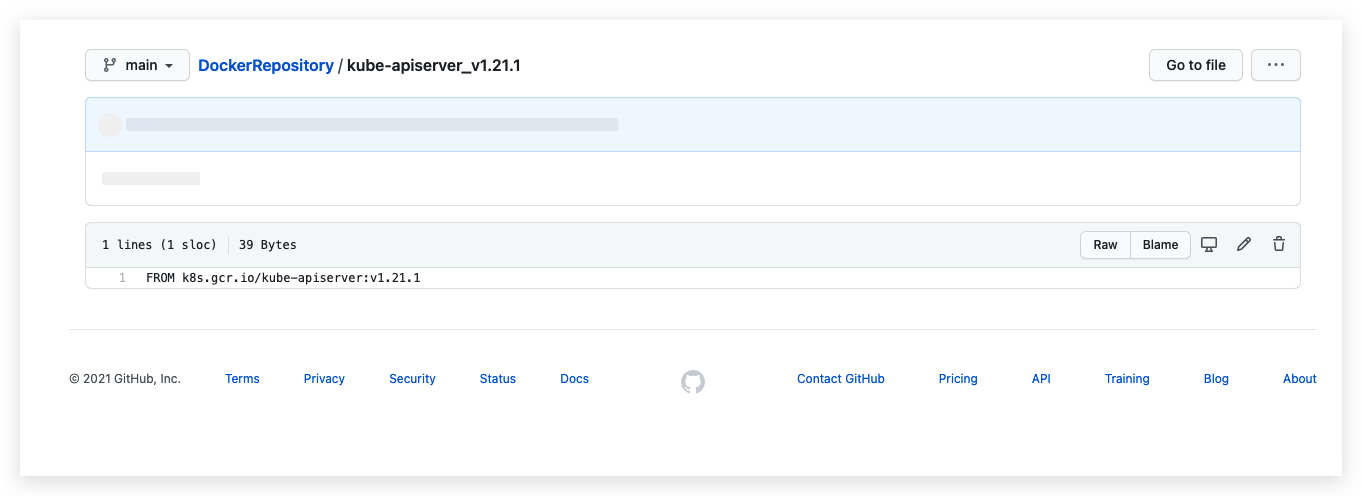 main DockerRepository / kube-apiserver_v1.21.1 Go to file ...
1 lines (1 sloc) 39 Bytes Raw Blame
1 FROM k8s.gcr.io/kube-apiserver:v1.21.1
© 2021 GitHub, Inc. Terms Privacy Security Status Docs Contact GitHub Pricing API Training Blog About